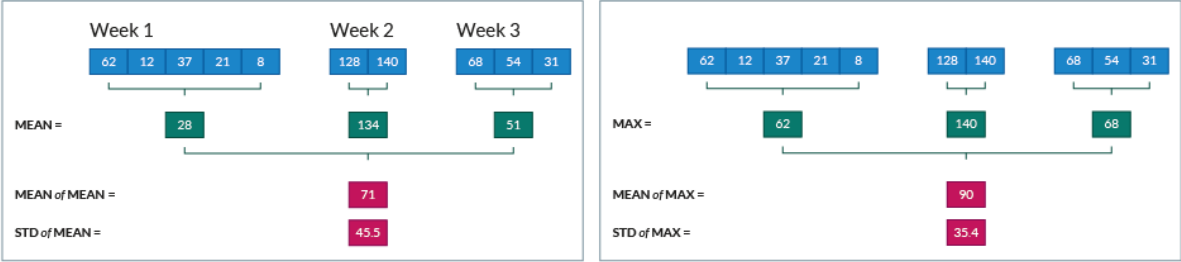 Week 1 Week 2 Week 3
62 12 37 21 8 128 140 68 54 31
MEAN = 28 134 51
MEAN of MEAN = 71
STD of MEAN = 45.5
62 12 37 21 8 128 140 68 54 31
MAX = 62 140 68
MEAN of MAX = 90
STD of MAX = 35.4